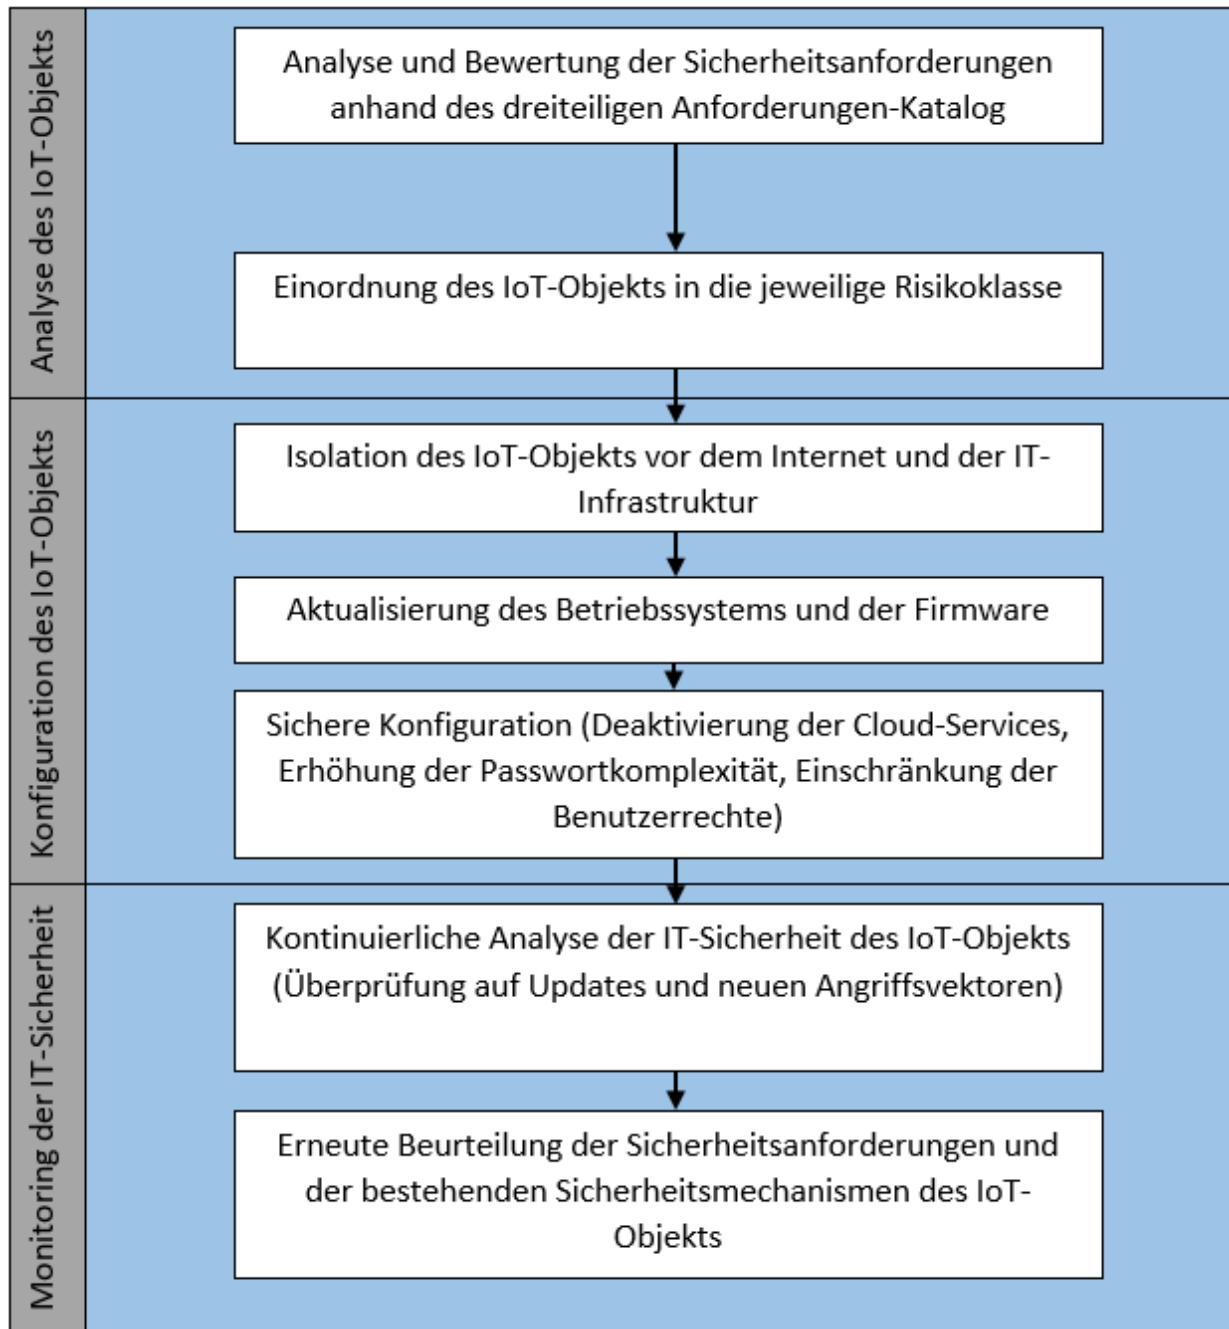 Analyse des IoT-Objekts
Analyse und Bewertung der Sicherheitsanforderungen
anhand des dreiteiligen Anforderungen-Katalog
Einordnung des IoT-Objekts in die jeweilige Risikoklasse
Konfiguration des IoT-Objekts
Isolation des IoT-Objekts vor dem Internet und der IT-
Infrastruktur
Aktualisierung des Betriebssystems und der Firmware
Sichere Konfiguration (Deaktivierung der Cloud-Services,
Erhöhung der Passwortkomplexität, Einschränkung der
Benutzerrechte)
Monitoring der IT-Sicherheit
Kontinuierliche Analyse der IT-Sicherheit des IoT-Objekts
(Überprüfung auf Updates und neuen Angriffsvektoren)
Erneute Beurteilung der Sicherheitsanforderungen und
der bestehenden Sicherheitsmechanismen des IoT-
Objekts